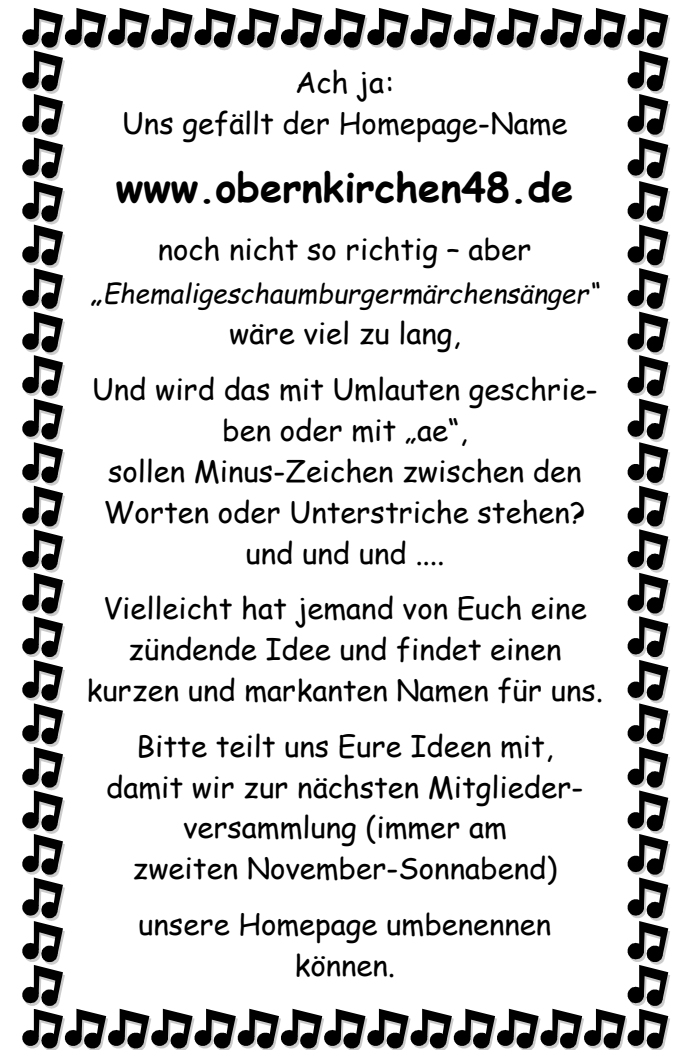 Ach ja:
Uns gefällt der Homepage-Name
www.obernkirchen48.de
noch nicht so richtig – aber
„Ehemaligeschaumburgermärchensänger“
wäre viel zu lang,
Und wird das mit Umlauten geschrie-
ben oder mit „ae“,
sollen Minus-Zeichen zwischen den
Worten oder Unterstriche stehen?
und und und ....
Vielleicht hat jemand von Euch eine
zündende Idee und findet einen
kurzen und markanten Namen für uns.
Bitte teilt uns Eure Ideen mit,
damit wir zur nächsten Mitglieder-
versammlung (immer am
zweiten November-Sonnabend)
unsere Homepage umbenennen
können.